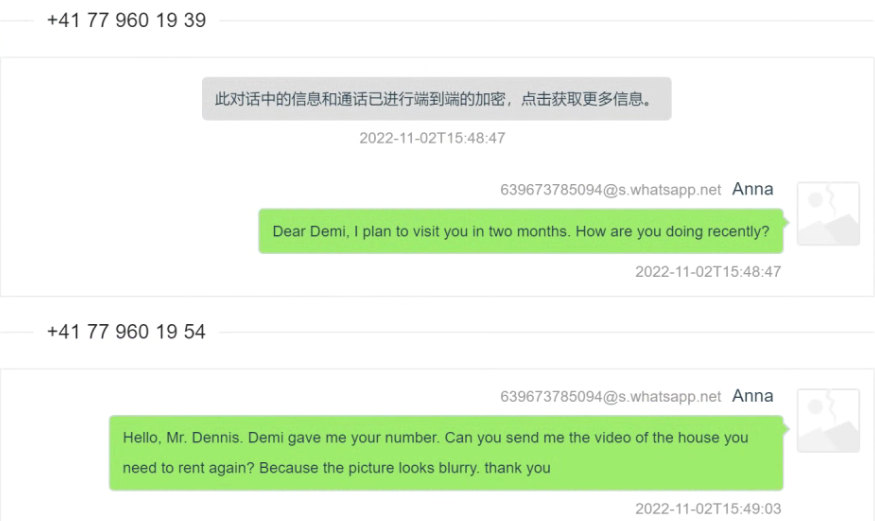 +41 77 960 19 39
此对话中的信息和通话已进行端到端的加密，点击获取更多信息。
2022-11-02T15:48:47
639673785094@s.whatsapp.net Anna
Dear Demi, I plan to visit you in two months. How are you doing recently?
2022-11-02T15:48:47
+41 77 960 19 54
639673785094@s.whatsapp.net Anna
Hello, Mr. Dennis. Demi gave me your number. Can you send me the video of the house you
need to rent again? Because the picture looks blurry. thank you
2022-11-02T15:49:03